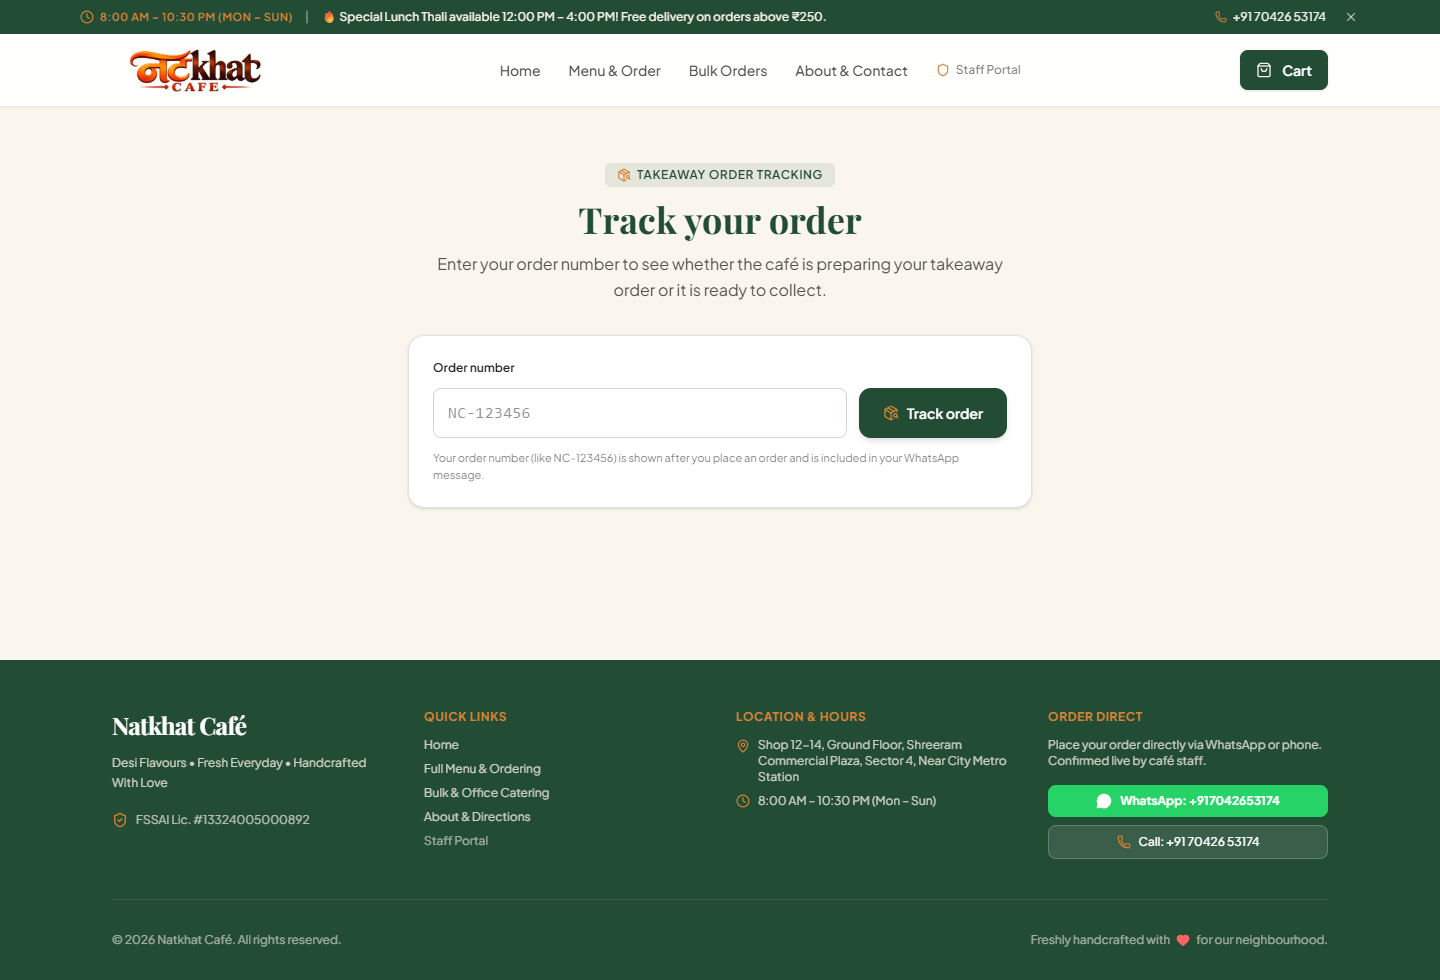 8:00 AM – 10:30 PM (MON – SUN) | 🔥 Special Lunch Thali available 12:00 PM – 4:00 PM! Free delivery on orders above ₹250.
+91 70426 53174
नटkhat
CAFE
Home
Menu & Order
Bulk Orders
About & Contact
Staff Portal
Cart
TAKEAWAY ORDER TRACKING
Track your order
Enter your order number to see whether the café is preparing your takeaway
order or it is ready to collect.
Order number
NC-123456
Track order
Your order number (like NC-123456) is shown after you place an order and is included in your WhatsApp
message.
Natkhat Café
Desi Flavours • Fresh Everyday • Handcrafted
With Love
FSSAI Lic. #13324005000892
QUICK LINKS
Home
Full Menu & Ordering
Bulk & Office Catering
About & Directions
Staff Portal
LOCATION & HOURS
Shop 12–14, Ground Floor, Shreeram
Commercial Plaza, Sector 4, Near City Metro
Station
8:00 AM – 10:30 PM (Mon – Sun)
ORDER DIRECT
Place your order directly via WhatsApp or phone.
Confirmed live by café staff.
WhatsApp: +917042653174
Call: +91 70426 53174
© 2026 Natkhat Café. All rights reserved.
Freshly handcrafted with ❤ for our neighbourhood.